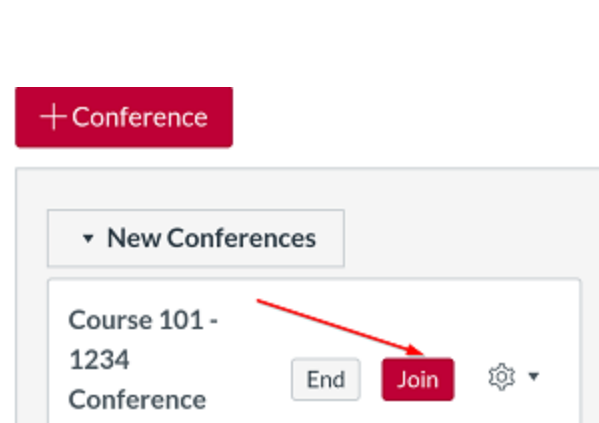 + Conference
New Conferences
Course 101 -
1234
Conference
End
Join